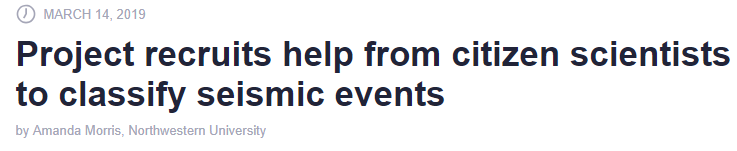 MARCH 14, 2019
Project recruits help from citizen scientists
to classify seismic events
by Amanda Morris, Northwestern University